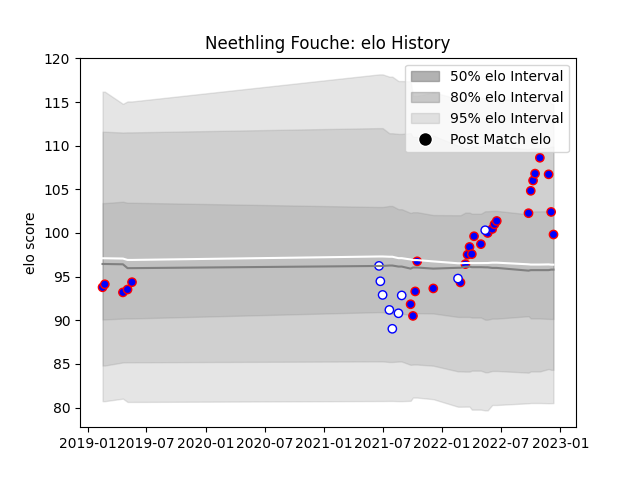 Neethling Fouche: elo History
50% elo Interval
80% elo Interval
95% elo Interval
Post Match elo
elo score
120
115
110
105
100
95
90
85
80
2019-01 2019-07 2020-01 2020-07 2021-01 2021-07 2022-01 2022-07 2023-01